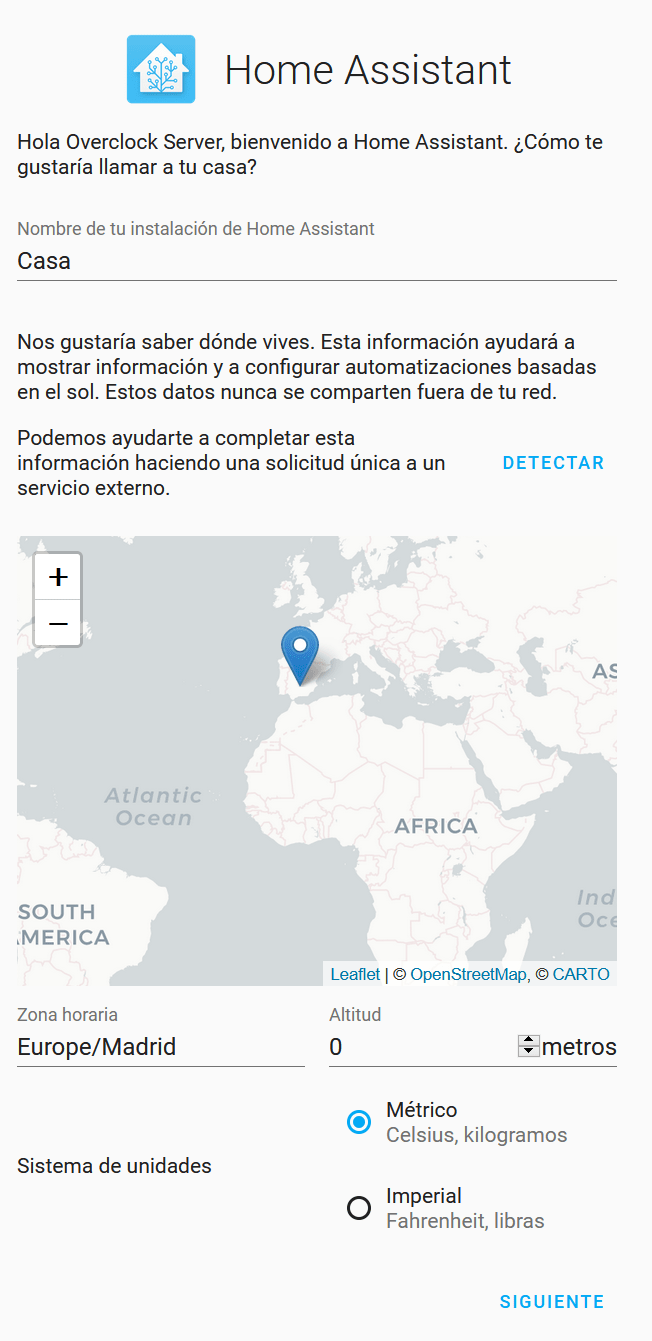 Home Assistant
Hola Overclock Server, bienvenido a Home Assistant. ¿Cómo te
gustaría llamar a tu casa?
Nombre de tu instalación de Home Assistant
Casa
Nos gustaría saber dónde vives. Esta información ayudará a
mostrar información y a configurar automatizaciones basadas
en el sol. Estos datos nunca se comparten fuera de tu red.
Podemos ayudarte a completar esta
información haciendo una solicitud única a un
servicio externo.
DETECTAR
+
−
AS
Atlantic
Ocean
AFRICA
SOUTH
MERICA
Ind
Oce
Leaflet | © OpenStreetMap, © CARTO
Zona horaria
Europe/Madrid
Altitud
0 metros
Sistema de unidades
Métrico
Celsius, kilogramos
Imperial
Fahrenheit, libras
SIGUIENTE